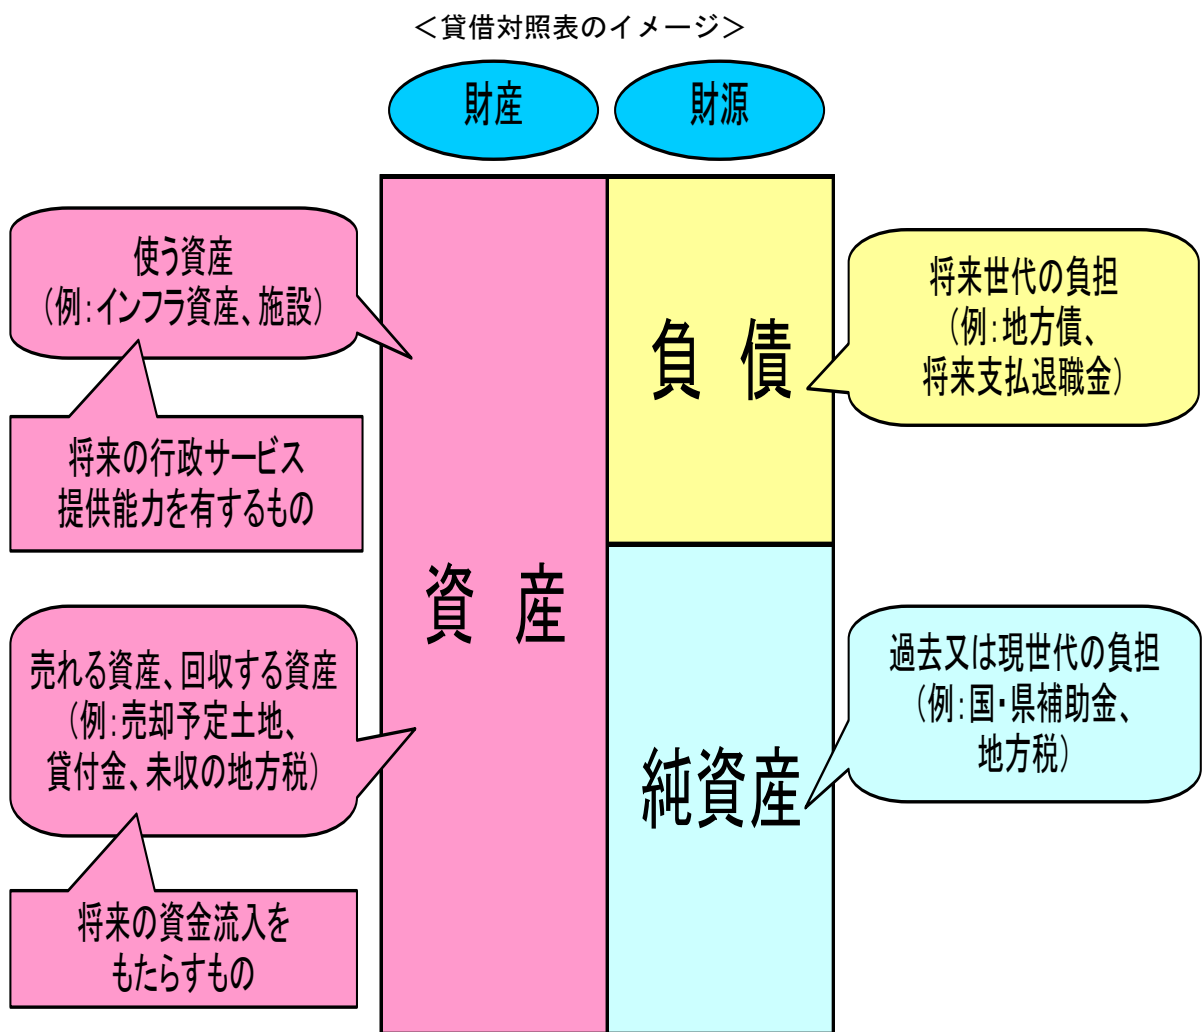 ＜貸借対照表のイメージ＞
財産
財源
使う資産
（例：インフラ資産、施設）
将来の行政サービス
提供能力を有するもの
売れる資産、回収する資産
（例：売却予定土地、
貸付金、未収の地方税）
将来の資金流入を
もたらすもの
資　産
負　債
純資産
将来世代の負担
（例：地方債、
将来支払退職金）
過去又は現世代の負担
（例：国・県補助金、
地方税）